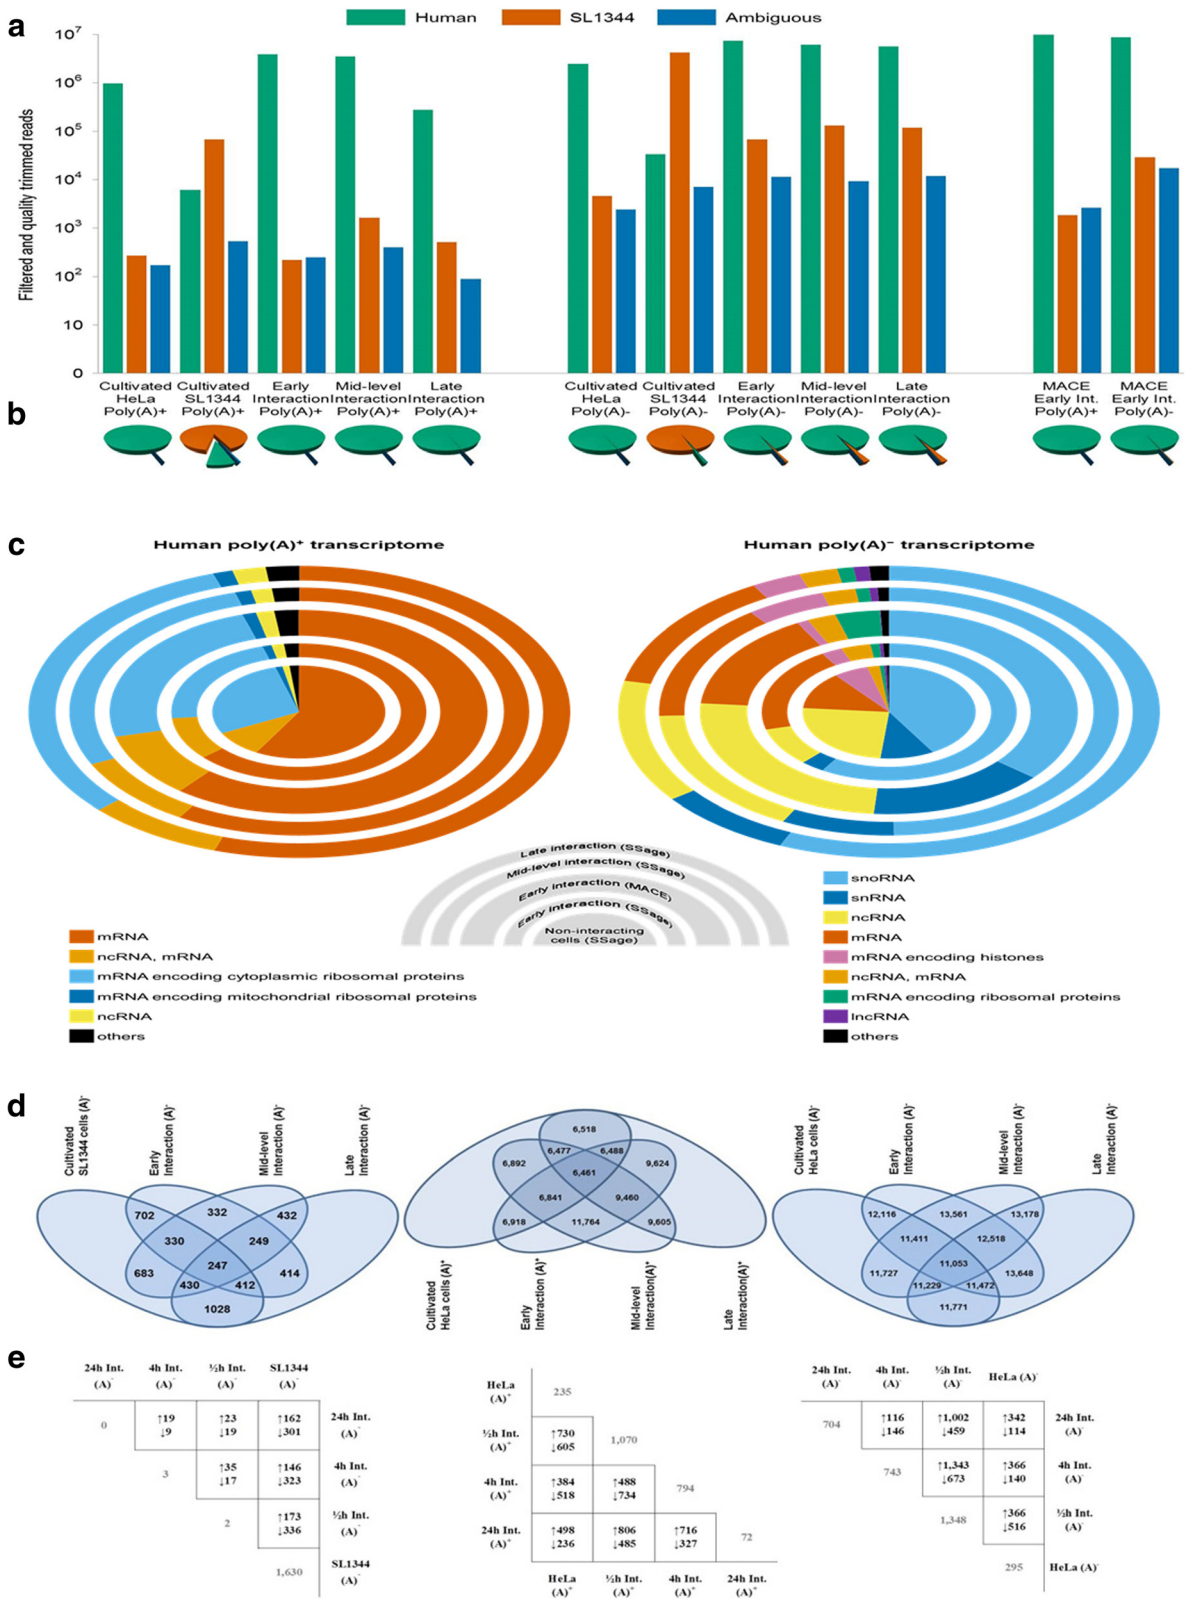 a
Human SL1344 Ambiguous
Filtered and quality trimmed reads
10⁷
10⁶
10⁵
10⁴
10³
10²
10
0
Cultivated HeLa Poly(A)+
Cultivated SL1344 Poly(A)+
Early Interaction Poly(A)+
Mid-level Interaction Poly(A)+
Late Interaction Poly(A)+
Cultivated HeLa Poly(A)-
Cultivated SL1344 Poly(A)-
Early Interaction Poly(A)-
Mid-level Interaction Poly(A)-
Late Interaction Poly(A)-
MACE Early Int. Poly(A)+
MACE Early Int. Poly(A)-
b
c
Human poly(A)⁺ transcriptome
Human poly(A)⁻ transcriptome
Late interaction (SSage)
Mid-level interaction (SSage)
Early interaction (MACE)
Early interaction (SSage)
Non-interacting
cells (SSage)
mRNA
ncRNA, mRNA
mRNA encoding cytoplasmic ribosomal proteins
mRNA encoding mitochondrial ribosomal proteins
ncRNA
others
snoRNA
snRNA
ncRNA
mRNA
mRNA encoding histones
ncRNA, mRNA
mRNA encoding ribosomal proteins
lncRNA
others
d
Cultivated SL1344 cells (A)⁻
Early Interaction (A)⁻
Mid-level Interaction (A)⁻
Late Interaction (A)⁻
702 332 432
330 249
247
683 414
430 412
1028
6,518
6,477 6,488
6,892 9,624
6,461
6,841 9,460
6,918 11,764 9,605
Cultivated HeLa cells (A)⁺
Early Interaction (A)⁺
Mid-level Interaction(A)⁺
Late Interaction(A)⁺
Cultivated HeLa cells (A)⁻
Early Interaction (A)⁻
Mid-level Interaction (A)⁻
Late Interaction (A)⁻
12,116 13,561 13,178
11,411 12,518
11,053
11,727 13,648
11,229 11,472
11,771
e
24h Int. 4h Int. ½h Int. SL1344
(A)⁻ (A)⁻ (A)⁻ (A)⁻
0 ↑19 ↑23 ↑162 24h Int.
↓9 ↓19 ↓301 (A)⁻
3 ↑35 ↑146 4h Int.
↓17 ↓323 (A)⁻
2 ↑173 ½h Int.
↓336 (A)⁻
1,630 SL1344
(A)⁻
HeLa 235
(A)⁺
½h Int. ↑730 1,070
(A)⁺ ↓605
4h Int. ↑384 ↑488 794
(A)⁺ ↓518 ↓734
24h Int. ↑498 ↑806 ↑716 72
(A)⁺ ↓236 ↓485 ↓327
HeLa ½h Int. 4h Int. 24h Int.
(A)⁺ (A)⁺ (A)⁺ (A)⁺
24h Int. 4h Int. ½h Int. HeLa (A)⁻
(A)⁻ (A)⁻ (A)⁻
704 ↑116 ↑1,002 ↑342 24h Int.
↓146 ↓459 ↓114 (A)⁻
743 ↑1,343 ↑366 4h Int.
↓673 ↓140 (A)⁻
1,348 ↑366 ½h Int.
↓516 (A)⁻
295 HeLa (A)⁻